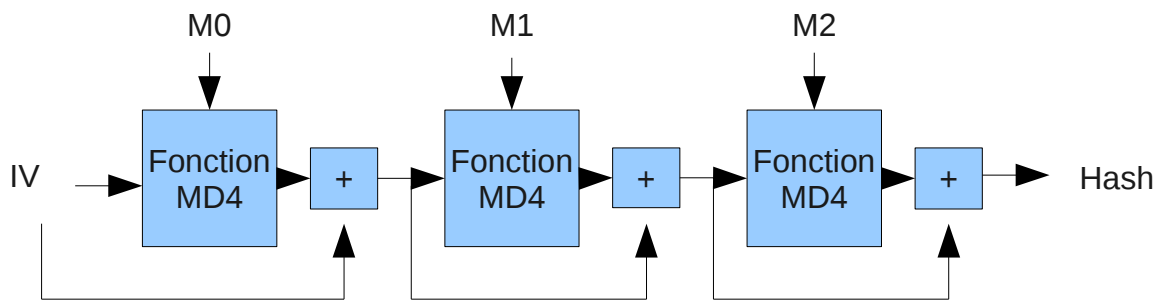 M0
M1
M2
IV
Fonction
MD4
+
Fonction
MD4
+
Fonction
MD4
+
Hash